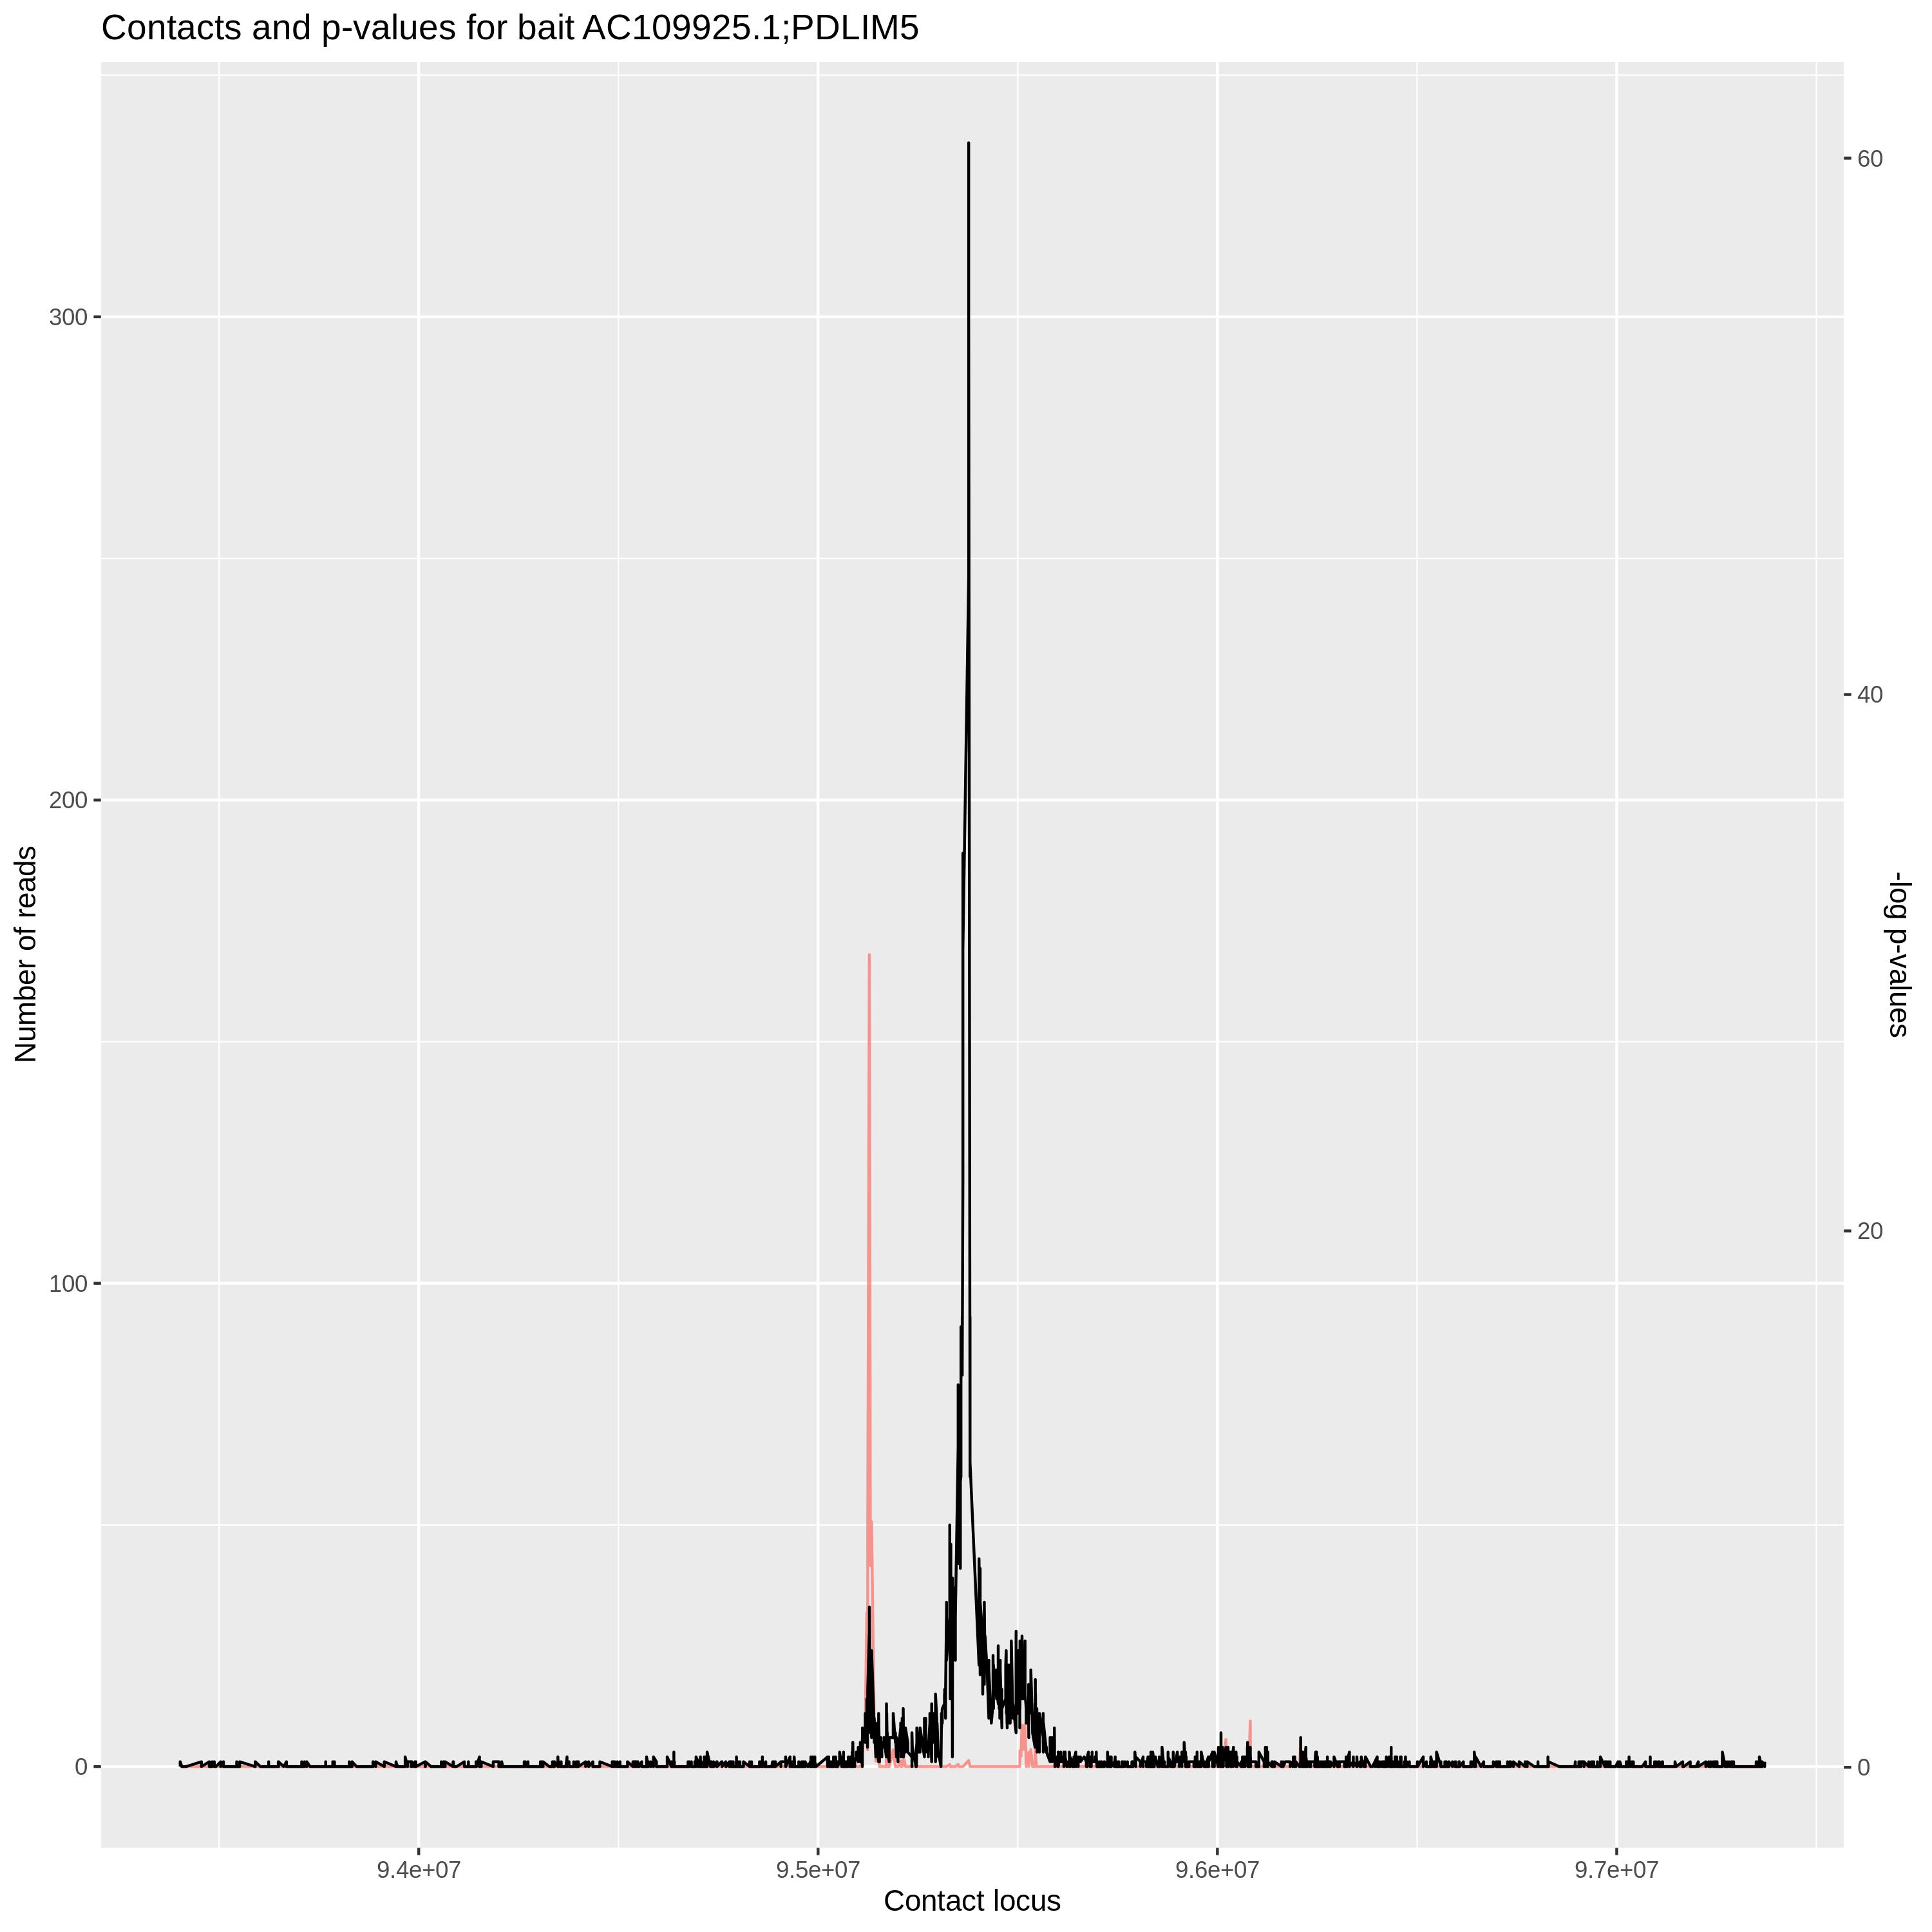 Contacts and p-values for bait AC109925.1;PDLIM5
Number of reads
300
200
100
0
60
40
20
0
-log p-values
9.4e+07
9.5e+07
9.6e+07
9.7e+07
Contact locus